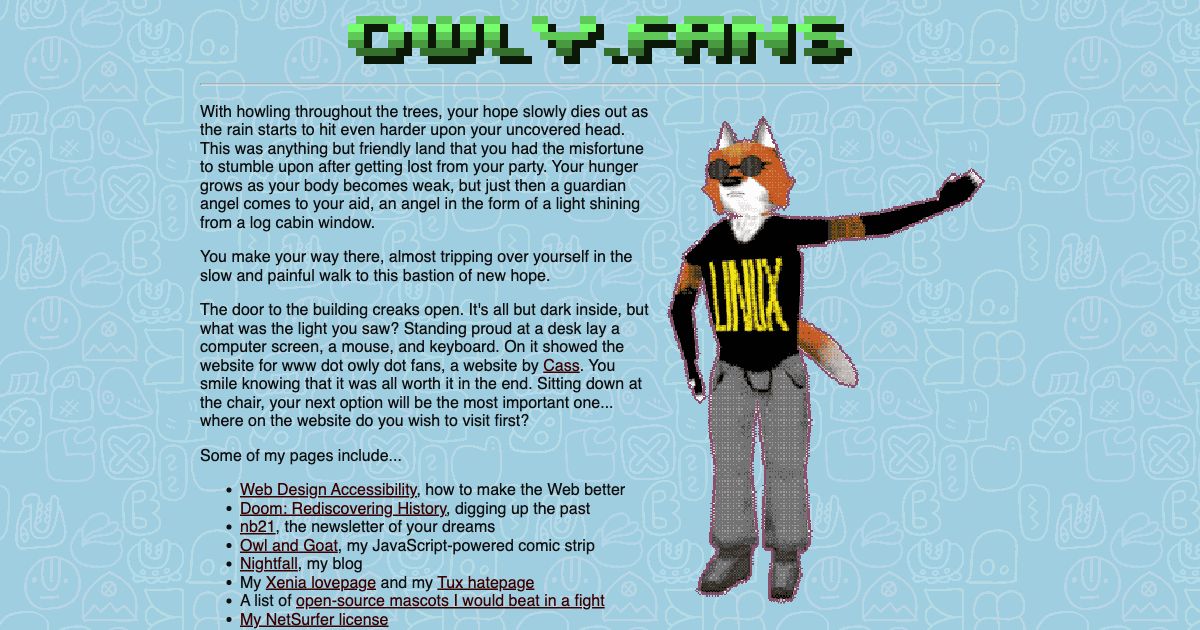 OWLY.FANS
With howling throughout the trees, your hope slowly dies out as
the rain starts to hit even harder upon your uncovered head.
This was anything but friendly land that you had the misfortune
to stumble upon after getting lost from your party. Your hunger
grows as your body becomes weak, but just then a guardian
angel comes to your aid, an angel in the form of a light shining
from a log cabin window.
You make your way there, almost tripping over yourself in the
slow and painful walk to this bastion of new hope.
The door to the building creaks open. It's all but dark inside, but
what was the light you saw? Standing proud at a desk lay a
computer screen, a mouse, and keyboard. On it showed the
website for www dot owly dot fans, a website by Cass. You
smile knowing that it was all worth it in the end. Sitting down at
the chair, your next option will be the most important one...
where on the website do you wish to visit first?
Some of my pages include...
• Web Design Accessibility, how to make the Web better
• Doom: Rediscovering History, digging up the past
• nb21, the newsletter of your dreams
• Owl and Goat, my JavaScript-powered comic strip
• Nightfall, my blog
• My Xenia lovepage and my Tux hatepage
• A list of open-source mascots I would beat in a fight
• My NetSurfer license
LINUX